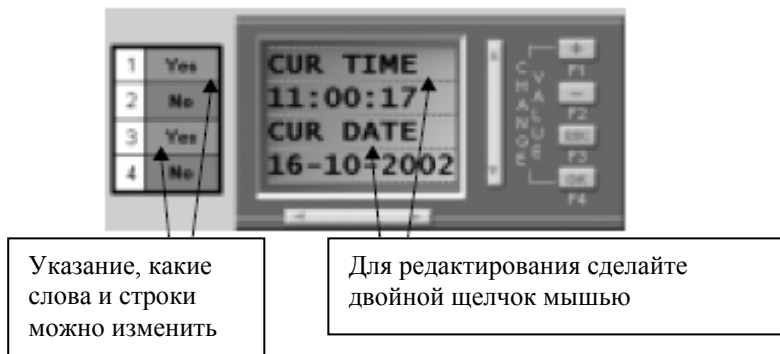 1 Yes
2 No
3 Yes
4 No
CUR TIME
11:00:17
CUR DATE
16-10-2002
CHANGE
VALUE
+
F1
−
F2
ESC
F3
OK
F4
Указание, какие
слова и строки
можно изменить
Для редактирования сделайте
двойной щелчок мышью